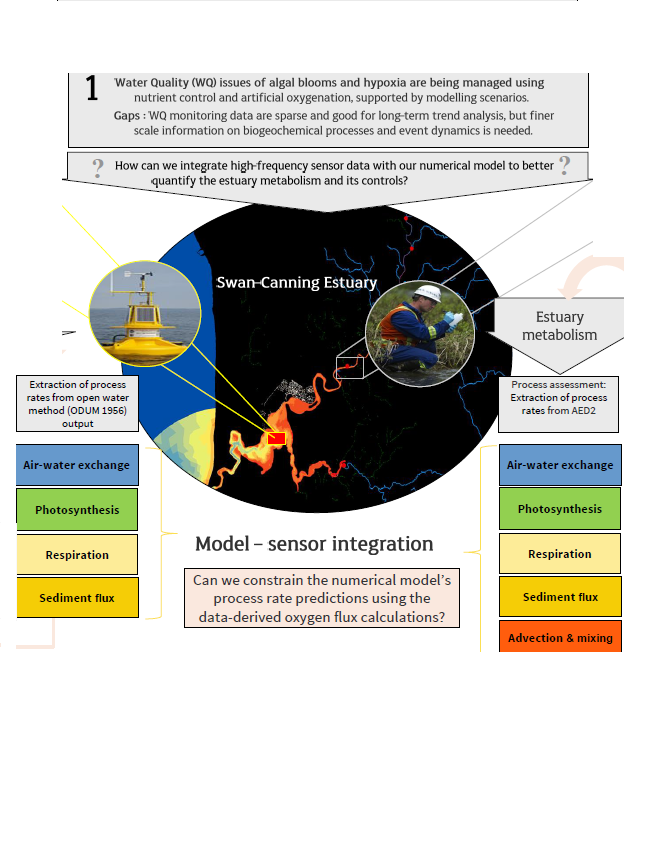 1
Water Quality (WQ) issues of algal blooms and hypoxia are being managed using
nutrient control and artificial oxygenation, supported by modelling scenarios.
Gaps : WQ monitoring data are sparse and good for long-term trend analysis, but finer
scale information on biogeochemical processes and event dynamics is needed.
? How can we integrate high-frequency sensor data with our numerical model to better ?
quantify the estuary metabolism and its controls?
Swan-Canning Estuary
Estuary
metabolism
Extraction of process
rates from open water
method (ODUM 1956)
output
Process assessment:
Extraction of process
rates from AED2
Air-water exchange
Photosynthesis
Respiration
Sediment flux
Air-water exchange
Photosynthesis
Respiration
Sediment flux
Advection & mixing
Model – sensor integration
Can we constrain the numerical model's
process rate predictions using the
data-derived oxygen flux calculations?